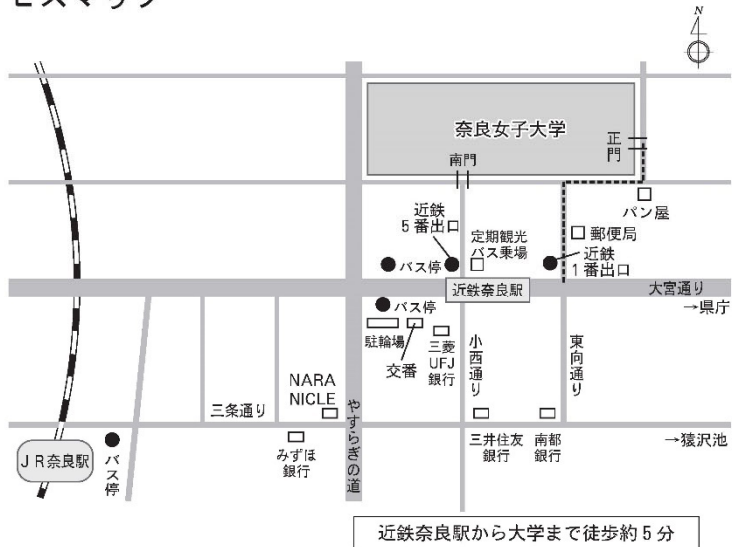 セスマップ
N
奈良女子大学
正門
南門
パン屋
近鉄
5番出口
定期観光
バス乗場
郵便局
近鉄
1番出口
バス停
近鉄奈良駅
大宮通り
→県庁
バス停
駐輪場
交番
三菱
UFJ
銀行
小西通り
東向通り
NARA
NICLE
三条通り
やすらぎの道
みずほ
銀行
三井住友
銀行
南都
銀行
→猿沢池
JR奈良駅
バス停
近鉄奈良駅から大学まで徒歩約5分